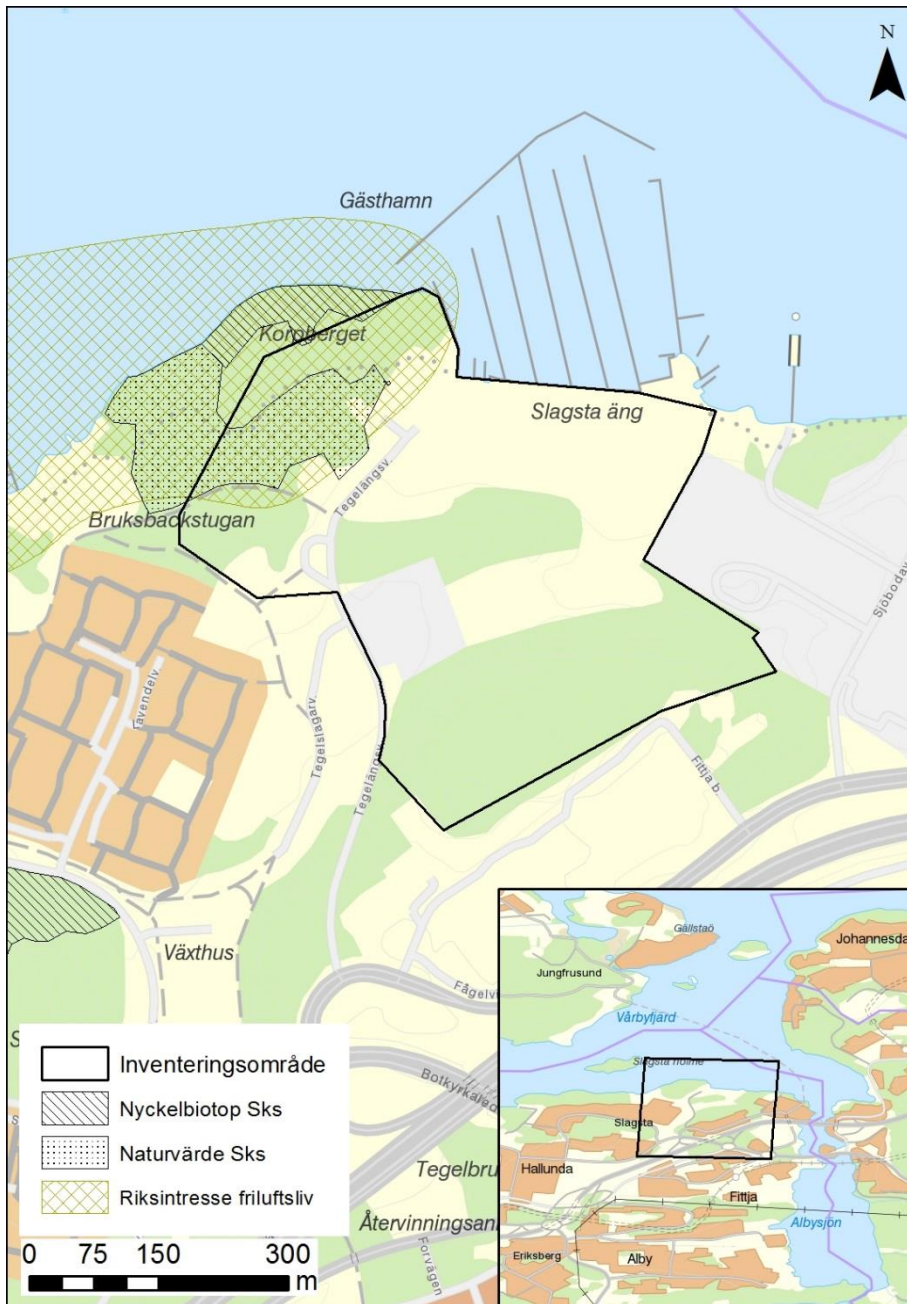 N
Gästhamn
Korpberget
Slagsta äng
Tegelängsv.
Bruksbackstugan
Sjöbodav
Lavendelv.
Tegelslagarv.
Tegelängsv.
Fittja b.
Växthus
Fågelv
Botkyrkaled
S
Tegelbru
Återvinningsan
Forvägen
Inventeringsområde
Nyckelbiotop Sks
Naturvärde Sks
Riksintresse friluftsliv
0 75 150 300
m
Gällstaö
Johannesda
Jungfrusund
Vårbyfjärd
Slagsta holme
Slagsta
Hallunda
Fittja
Albysjön
Eriksberg
Alby